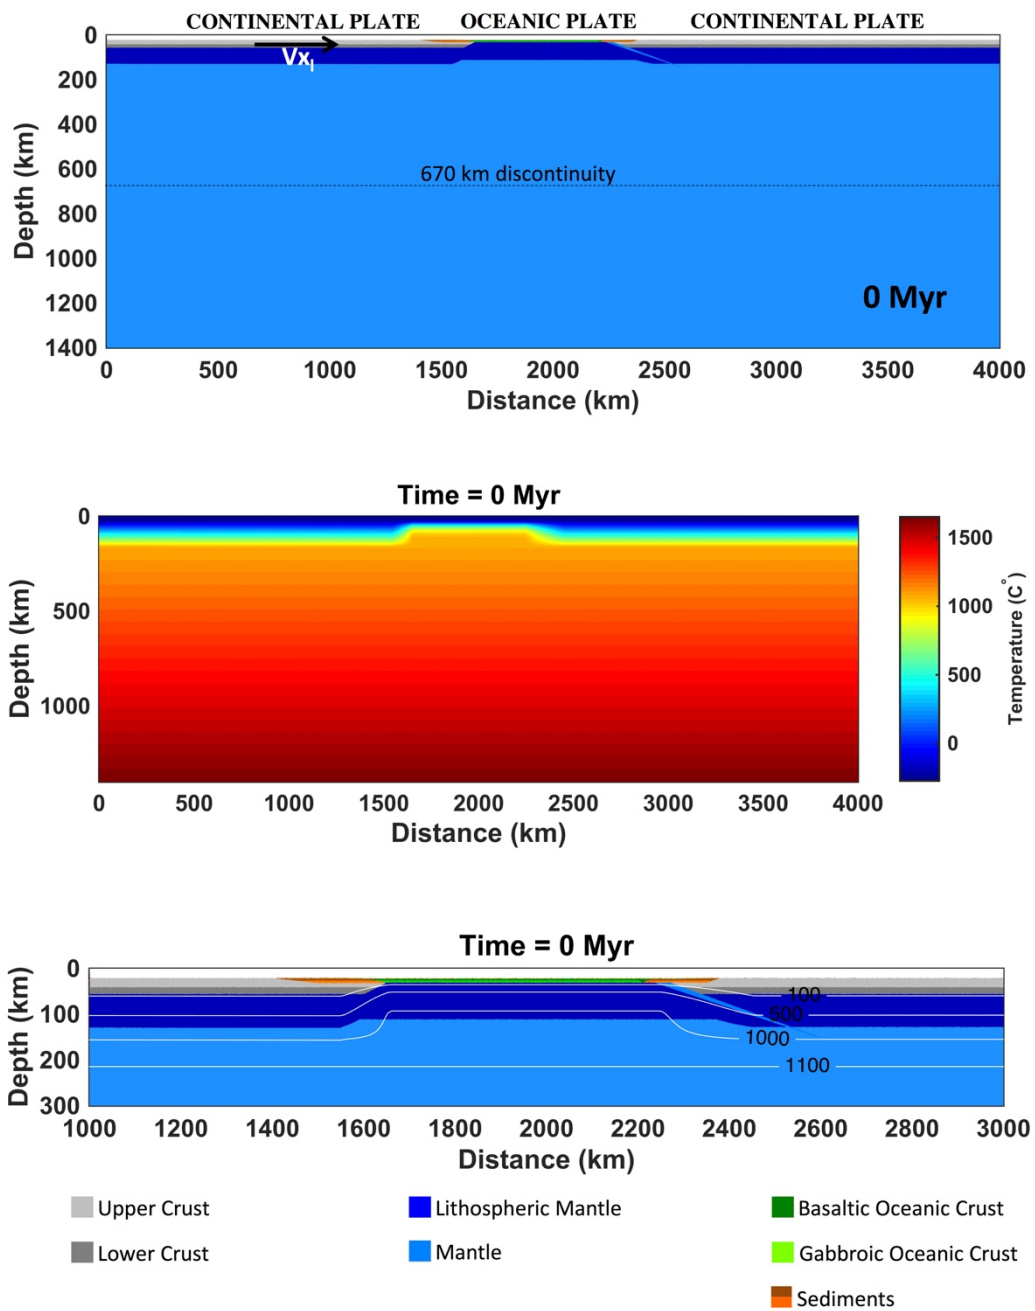 CONTINENTAL PLATE OCEANIC PLATE CONTINENTAL PLATE
0
200
400
600
800
1000
1200
1400
Depth (km)
Vx_l
670 km discontinuity
0 Myr
0 500 1000 1500 2000 2500 3000 3500 4000
Distance (km)
Time = 0 Myr
0
500
1000
Depth (km)
0 500 1000 1500 2000 2500 3000 3500 4000
Distance (km)
1500
1000
500
0
Temperature (C°)
Time = 0 Myr
0
100
200
300
Depth (km)
100
500
1000
1100
1000 1200 1400 1600 1800 2000 2200 2400 2600 2800 3000
Distance (km)
Upper Crust Lithospheric Mantle Basaltic Oceanic Crust
Lower Crust Mantle Gabbroic Oceanic Crust
Sediments